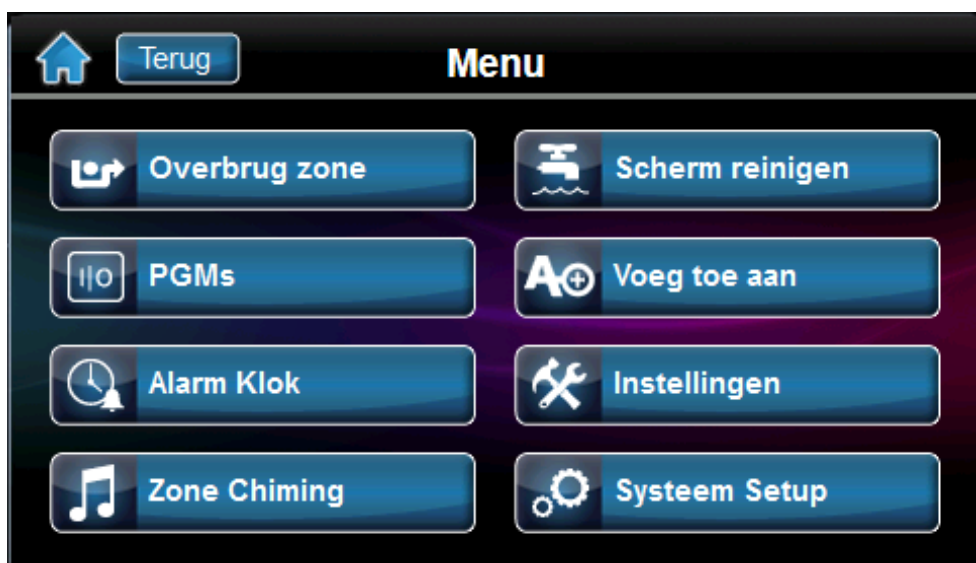 Terug
Menu
Overbrug zone
Scherm reinigen
PGMs
Voeg toe aan
Alarm Klok
Instellingen
Zone Chiming
Systeem Setup